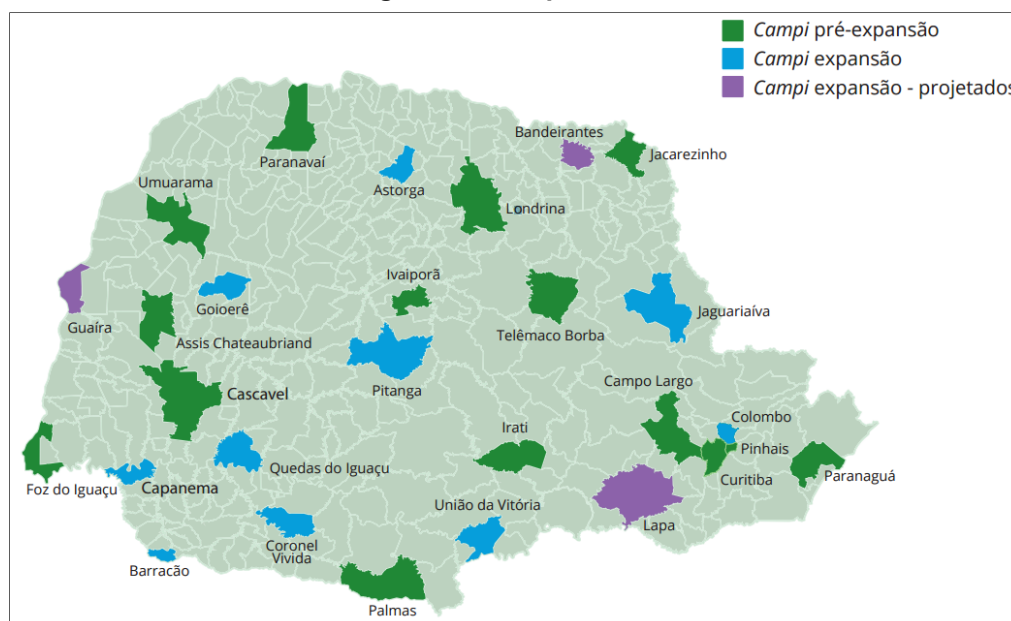 Campi pré-expansão
Campi expansão
Campi expansão - projetados
Bandeirantes
Jacarezinho
Paranavaí
Astorga
Umuarama
Londrina
Ivaiporã
Goioerê
Guaíra
Jaguariaíva
Assis Chateaubriand
Telêmaco Borba
Pitanga
Campo Largo
Cascavel
Colombo
Irati
Pinhais
Quedas do Iguaçu
Paranaguá
Curitiba
Foz do Iguaçu
Capanema
União da Vitória
Lapa
Coronel
Vivida
Barracão
Palmas